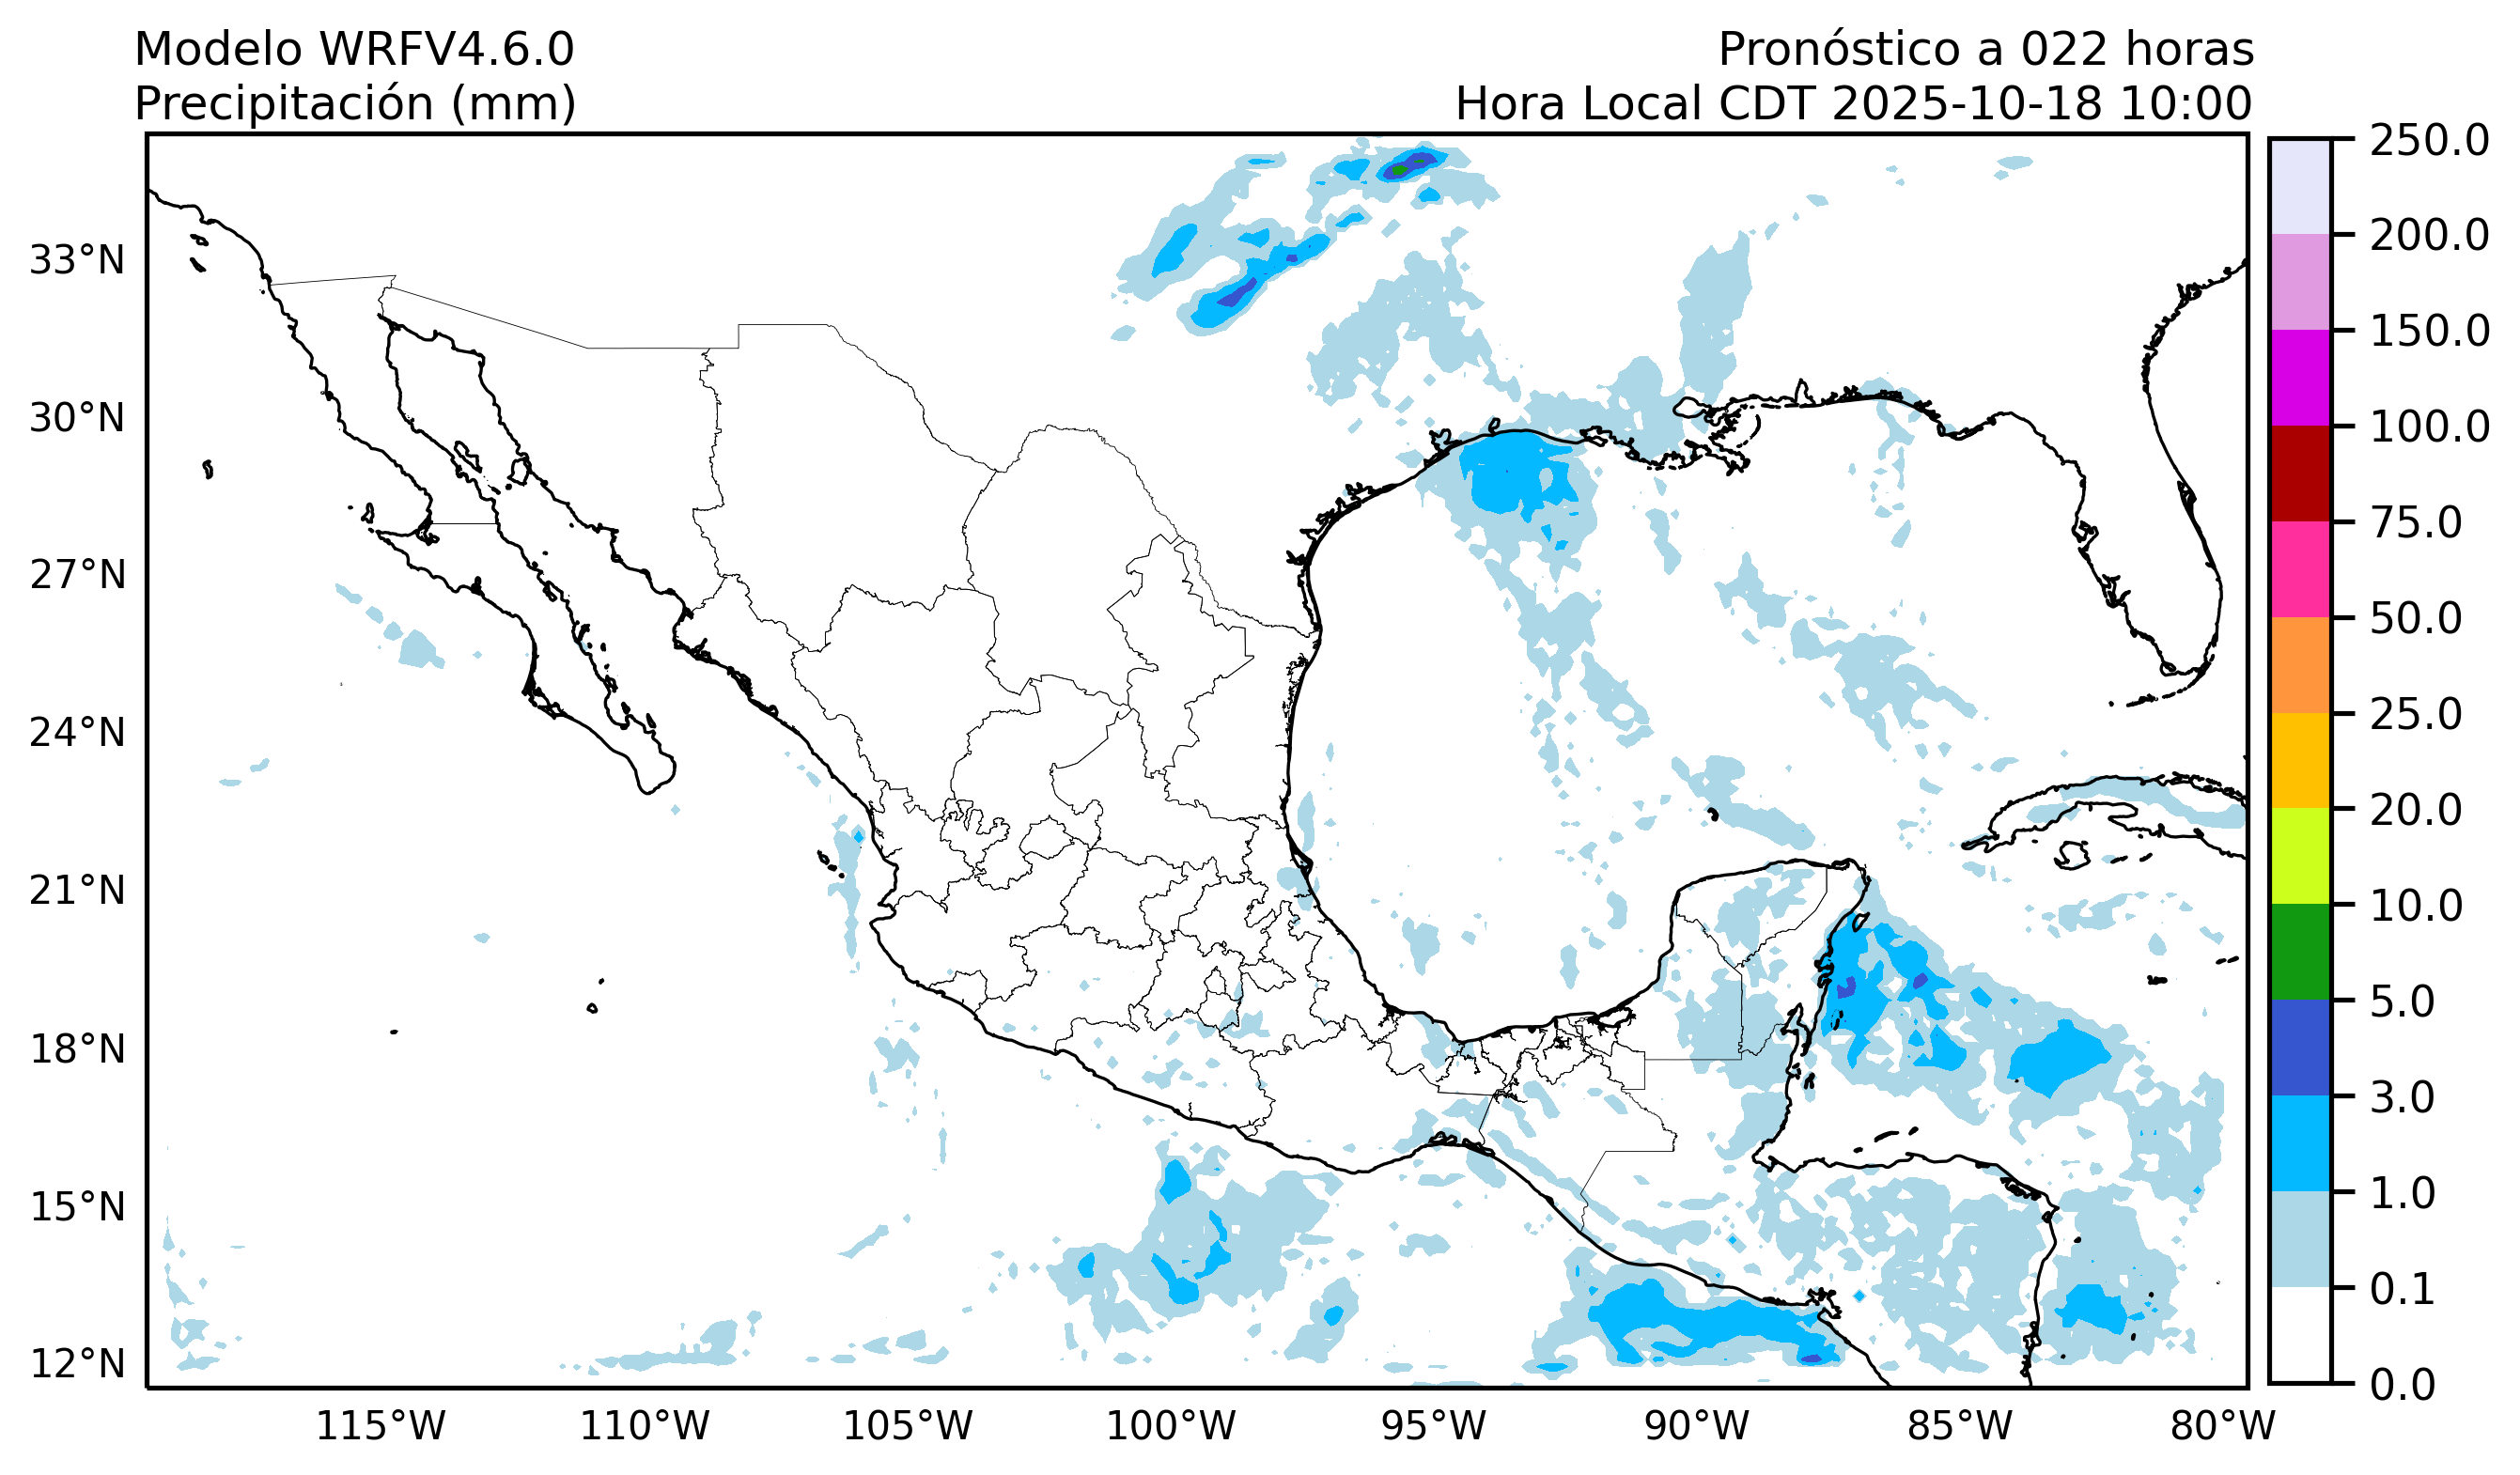 Modelo WRFV4.6.0
Precipitación (mm)
Pronóstico a 022 horas
Hora Local CDT 2025-10-18 10:00
33°N
30°N
27°N
24°N
21°N
18°N
15°N
12°N
115°W
110°W
105°W
100°W
95°W
90°W
85°W
80°W
250.0
200.0
150.0
100.0
75.0
50.0
25.0
20.0
10.0
5.0
3.0
1.0
0.1
0.0